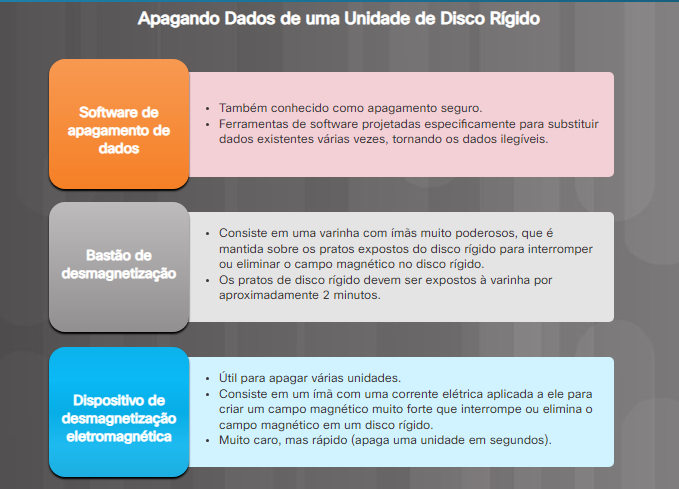 Apagando Dados de uma Unidade de Disco Rígido
Software de
apagamento de
dados
• Também conhecido como apagamento seguro.
• Ferramentas de software projetadas especificamente para substituir
dados existentes várias vezes, tornando os dados ilegíveis.
Bastão de
desmagnetização
• Consiste em uma varinha com ímãs muito poderosos, que é
mantida sobre os pratos expostos do disco rígido para interromper
ou eliminar o campo magnético no disco rígido.
• Os pratos de disco rígido devem ser expostos à varinha por
aproximadamente 2 minutos.
Dispositivo de
desmagnetização
eletromagnética
• Útil para apagar várias unidades.
• Consiste em um ímã com uma corrente elétrica aplicada a ele para
criar um campo magnético muito forte que interrompe ou elimina o
campo magnético em um disco rígido.
• Muito caro, mas rápido (apaga uma unidade em segundos).